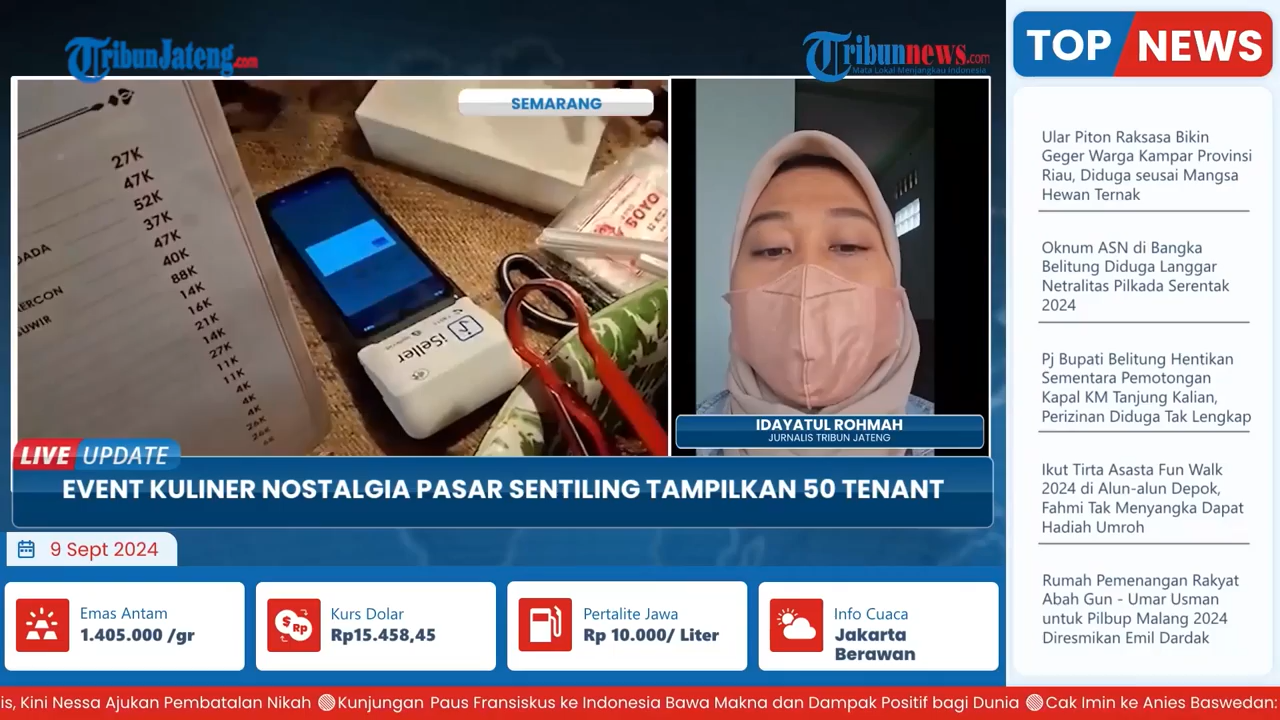 TribunJateng.com
Tribunnews.com
Mata Lokal Menjangkau Indonesia
TOP NEWS
SEMARANG
27K
47K
52K
37K
47K
40K
88K
14K
16K
21K
14K
27K
11K
11K
4K
4K
4K
iSeller
IDAYATUL ROHMAH
JURNALIS TRIBUN JATENG
LIVE UPDATE
EVENT KULINER NOSTALGIA PASAR SENTILING TAMPILKAN 50 TENANT
9 Sept 2024
Emas Antam
1.405.000 /gr
Kurs Dolar
Rp15.458,45
Pertalite Jawa
Rp 10.000/ Liter
Info Cuaca
Jakarta
Berawan
Ular Piton Raksasa Bikin
Geger Warga Kampar Provinsi
Riau, Diduga seusai Mangsa
Hewan Ternak
Oknum ASN di Bangka
Belitung Diduga Langgar
Netralitas Pilkada Serentak
2024
Pj Bupati Belitung Hentikan
Sementara Pemotongan
Kapal KM Tanjung Kalian,
Perizinan Diduga Tak Lengkap
Ikut Tirta Asasta Fun Walk
2024 di Alun-alun Depok,
Fahmi Tak Menyangka Dapat
Hadiah Umroh
Rumah Pemenangan Rakyat
Abah Gun - Umar Usman
untuk Pilbup Malang 2024
Diresmikan Emil Dardak
is, Kini Nessa Ajukan Pembatalan Nikah Kunjungan Paus Fransiskus ke Indonesia Bawa Makna dan Dampak Positif bagi Dunia Cak Imin ke Anies Baswedan: